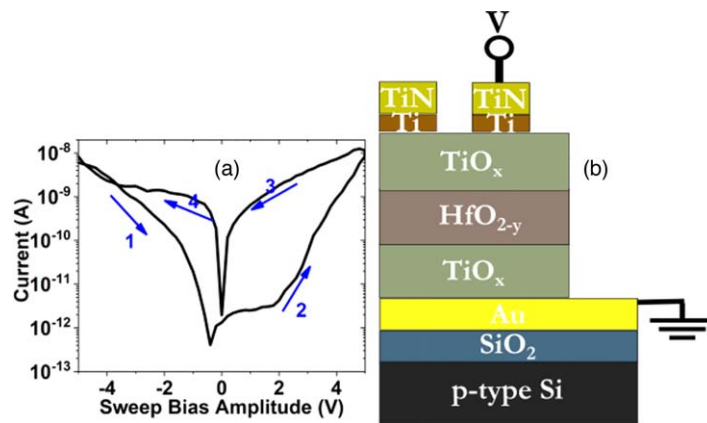 (a)
10⁻⁸
10⁻⁹
10⁻¹⁰
10⁻¹¹
10⁻¹²
10⁻¹³
Current (A)
1
2
3
4
-4 -2 0 2 4
Sweep Bias Amplitude (V)
V
TiN TiN
Ti Ti
TiOₓ (b)
HfO₂₋ᵧ
TiOₓ
Au
SiO₂
p-type Si